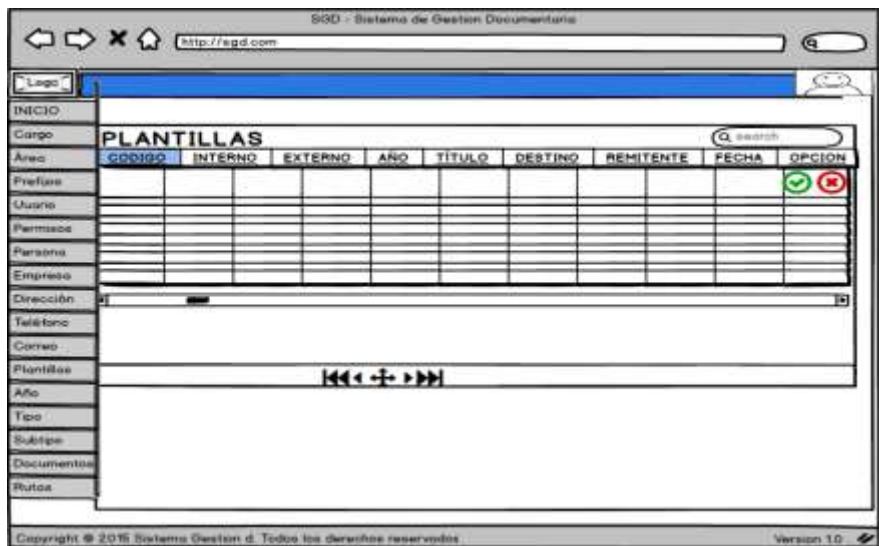 SGD - Sistema de Gestion Documentaria
http://sgd.com
Logo
INICIO
Cargo
Área
Prefijos
Usuario
Permisos
Persona
Empresa
Dirección
Teléfono
Correo
Plantillas
Año
Tipo
Subtipo
Documentos
Rutas
PLANTILLAS
search
CODIGO INTERNO EXTERNO AÑO TÍTULO DESTINO REMITENTE FECHA OPCION
Copyright © 2015 Sistema Gestion d. Todos los derechos reservados
Version 1.0